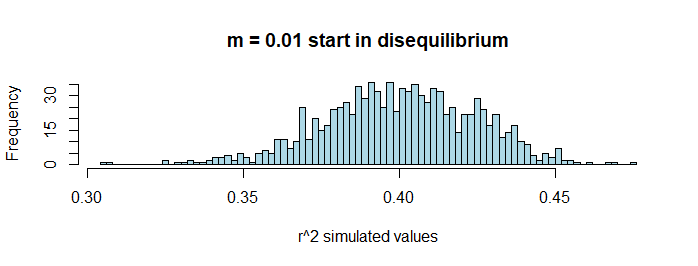 m = 0.01 start in disequilibrium
Frequency
30
15
0
0.30 0.35 0.40 0.45
r^2 simulated values